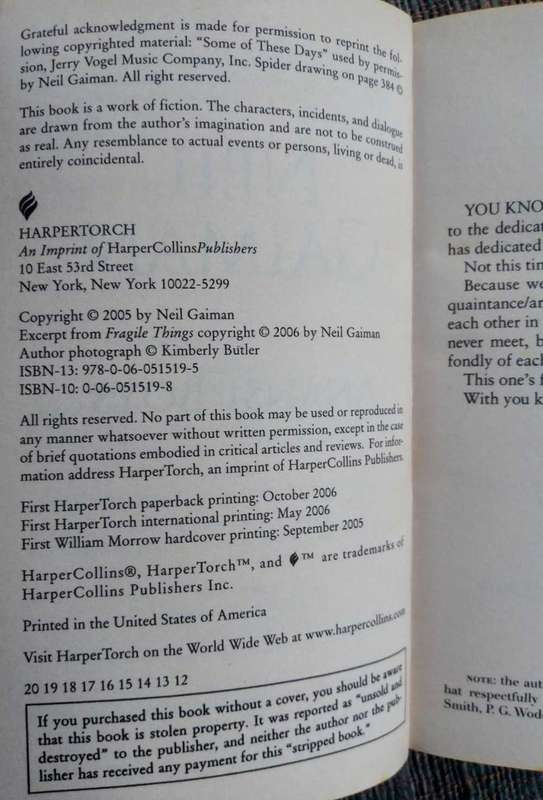 Grateful acknowledgment is made for permission to reprint the fol-
lowing copyrighted material: “Some of These Days” used by permis-
sion, Jerry Vogel Music Company, Inc. Spider drawing on page 384 ©
by Neil Gaiman. All right reserved.
This book is a work of fiction. The characters, incidents, and dialogue
are drawn from the author’s imagination and are not to be construed
as real. Any resemblance to actual events or persons, living or dead, is
entirely coincidental.
HARPERTORCH
An Imprint of HarperCollinsPublishers
10 East 53rd Street
New York, New York 10022-5299
Copyright © 2005 by Neil Gaiman
Excerpt from Fragile Things copyright © 2006 by Neil Gaiman
Author photograph © Kimberly Butler
ISBN-13: 978-0-06-051519-5
ISBN-10: 0-06-051519-8
All rights reserved. No part of this book may be used or reproduced in
any manner whatsoever without written permission, except in the case
of brief quotations embodied in critical articles and reviews. For infor-
mation address HarperTorch, an imprint of HarperCollins Publishers.
First HarperTorch paperback printing: October 2006
First HarperTorch international printing: May 2006
First William Morrow hardcover printing: September 2005
HarperCollins®, HarperTorch™, and ™ are trademarks of
HarperCollins Publishers Inc.
Printed in the United States of America
Visit HarperTorch on the World Wide Web at www.harpercollins.com
20 19 18 17 16 15 14 13 12
If you purchased this book without a cover, you should be aware
that this book is stolen property. It was reported as “unsold and
destroyed” to the publisher, and neither the author nor the pub-
lisher has received any payment for this “stripped book.”
YOU KNO
to the dedicat
has dedicated
Not this tim
Because we
quaintance/ar
each other in
never meet, b
fondly of each
This one’s f
With you k
NOTE: the aut
hat respectfully
Smith, P. G. Wod